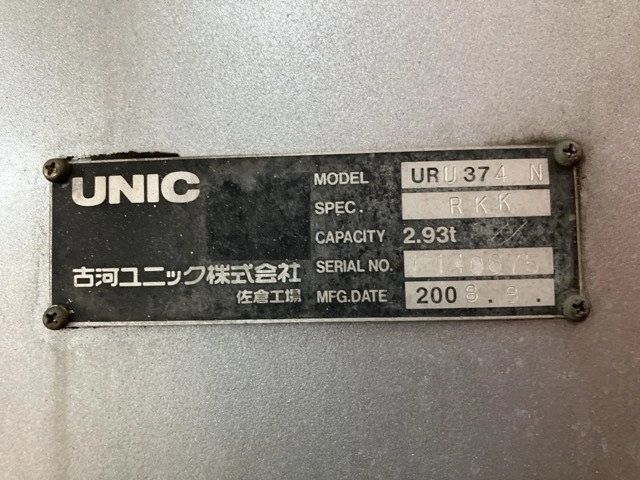 UNIC
古河ユニック株式会社
佐倉工場
MODEL URU374 N
SPEC. RKK
CAPACITY 2.93t
SERIAL NO.
MFG.DATE 2008.9.